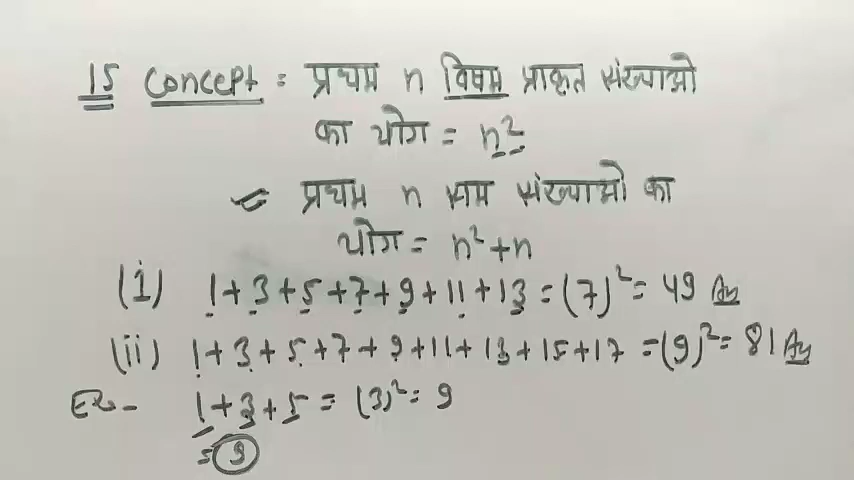 15 Concept = प्रथम n विषम प्राकृत संख्याओ
का योग = n²
प्रथम n सम संख्याओ का
योग = n²+n
(i) 1+3+5+7+9+11+13 = (7)² = 49 Ans
(ii) 1+3+5+7+9+11+13+15+17 = (9)² = 81 Ans
Ex- 1+3+5 = (3)² = 9
= 9